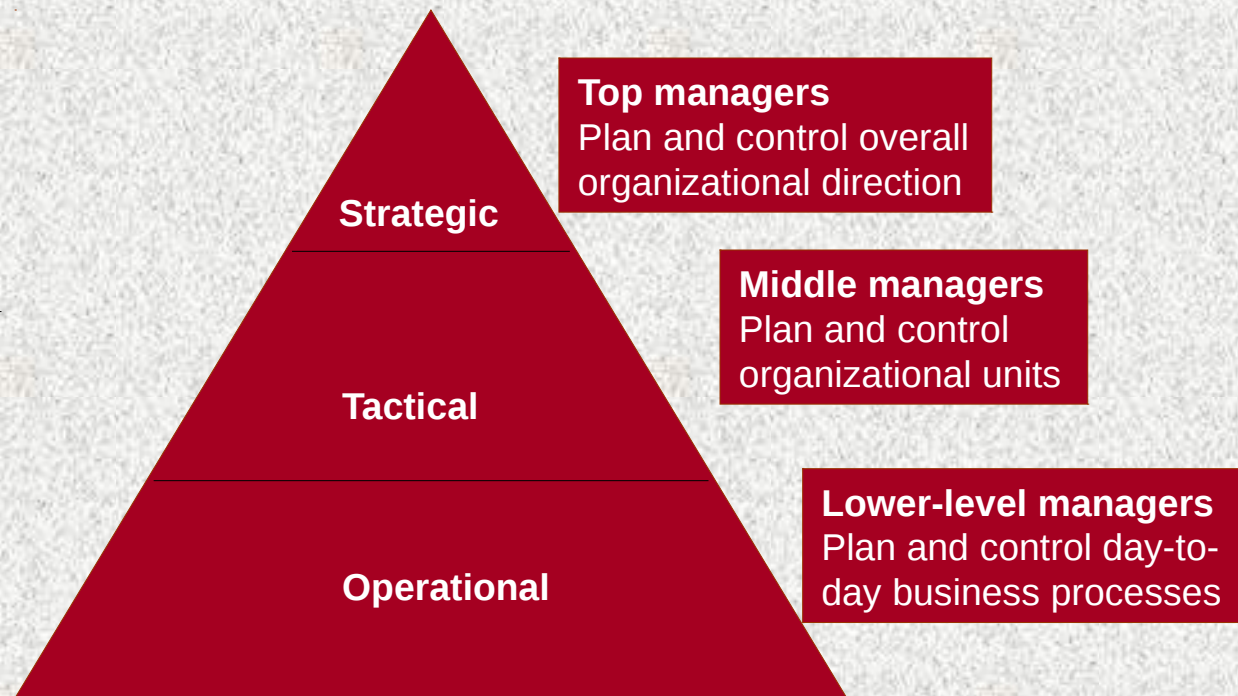 Top managers
Plan and control overall
organizational direction
Strategic
Middle managers
Plan and control
organizational units
Tactical
Lower-level managers
Plan and control day-to-
day business processes
Operational